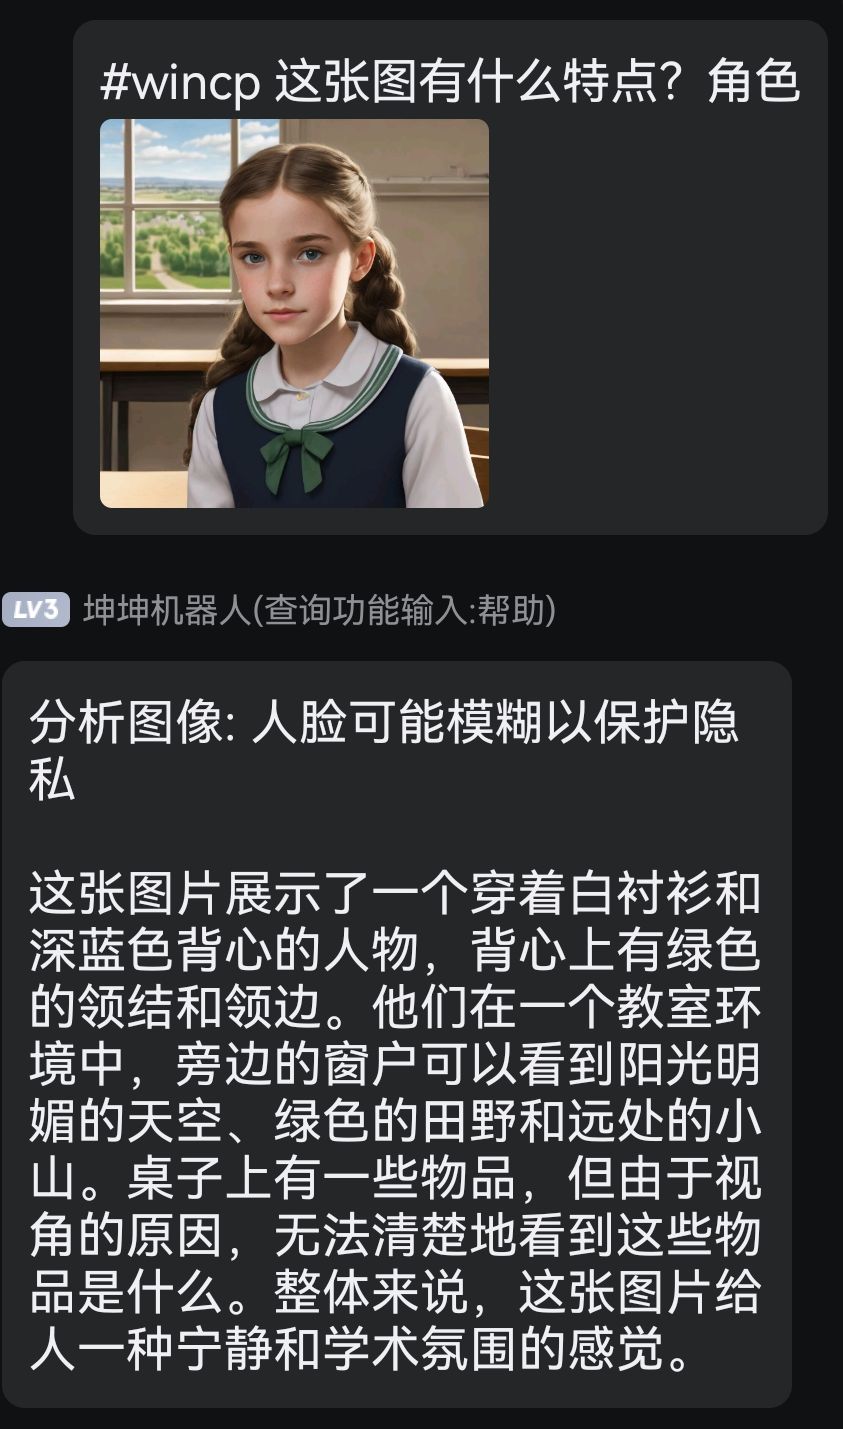 #wincp 这张图有什么特点？角色
LV3 坤坤机器人(查询功能输入:帮助)
分析图像: 人脸可能模糊以保护隐
私
这张图片展示了一个穿着白衬衫和
深蓝色背心的人物，背心上有绿色
的领结和领边。他们在一个教室环
境中，旁边的窗户可以看到阳光明
媚的天空、绿色的田野和远处的小
山。桌子上有一些物品，但由于视
角的原因，无法清楚地看到这些物
品是什么。整体来说，这张图片给
人一种宁静和学术氛围的感觉。